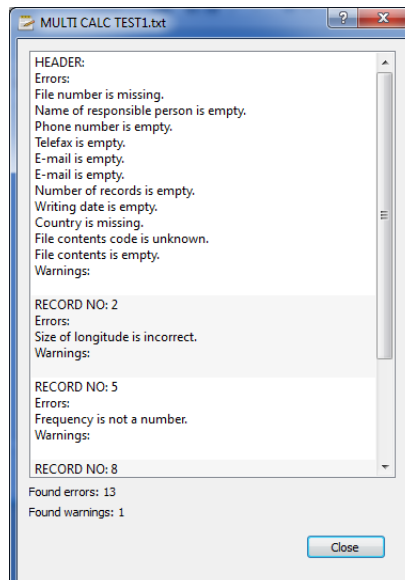 MULTI CALC TEST1.txt
HEADER:
Errors:
File number is missing.
Name of responsible person is empty.
Phone number is empty.
Telefax is empty.
E-mail is empty.
E-mail is empty.
Number of records is empty.
Writing date is empty.
Country is missing.
File contents code is unknown.
File contents is empty.
Warnings:
RECORD NO: 2
Errors:
Size of longitude is incorrect.
Warnings:
RECORD NO: 5
Errors:
Frequency is not a number.
Warnings:
RECORD NO: 8
Found errors: 13
Found warnings: 1
Close